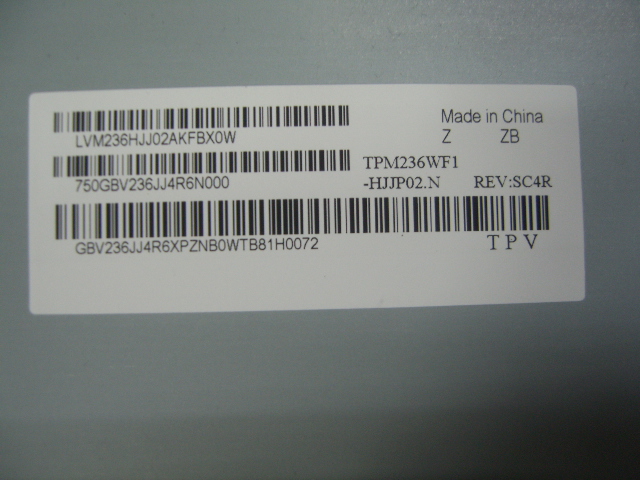 Made in China
LVM236HJJ02AKFBX0W
Z ZB
TPM236WF1
750GBV236JJ4R6N000
-HJJP02.N REV:SC4R
GBV236JJ4R6XPZNB0WTB81H0072
TPV